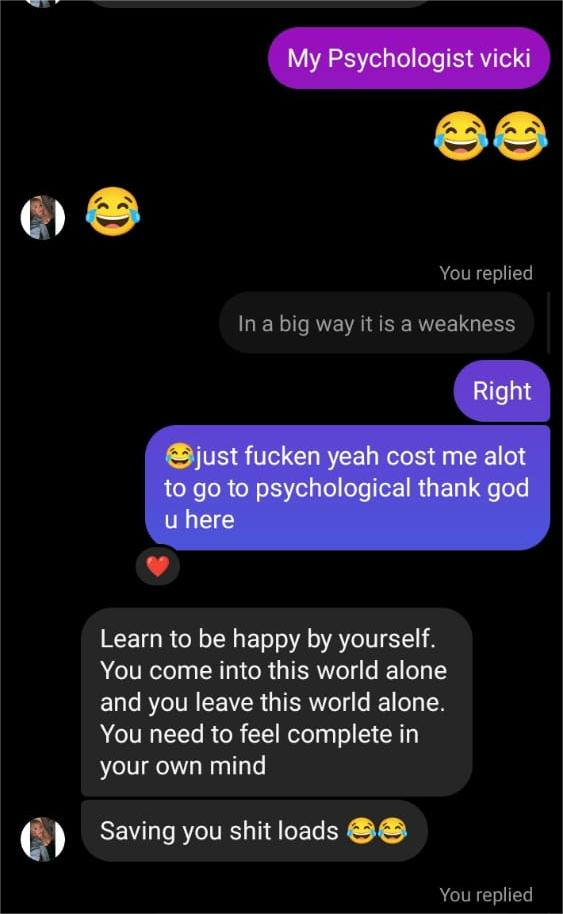 My Psychologist vicki
😂😂
😂
You replied
In a big way it is a weakness
Right
😂just fucken yeah cost me alot
to go to psychological thank god
u here
❤️
Learn to be happy by yourself.
You come into this world alone
and you leave this world alone.
You need to feel complete in
your own mind
Saving you shit loads 😂😂
You replied